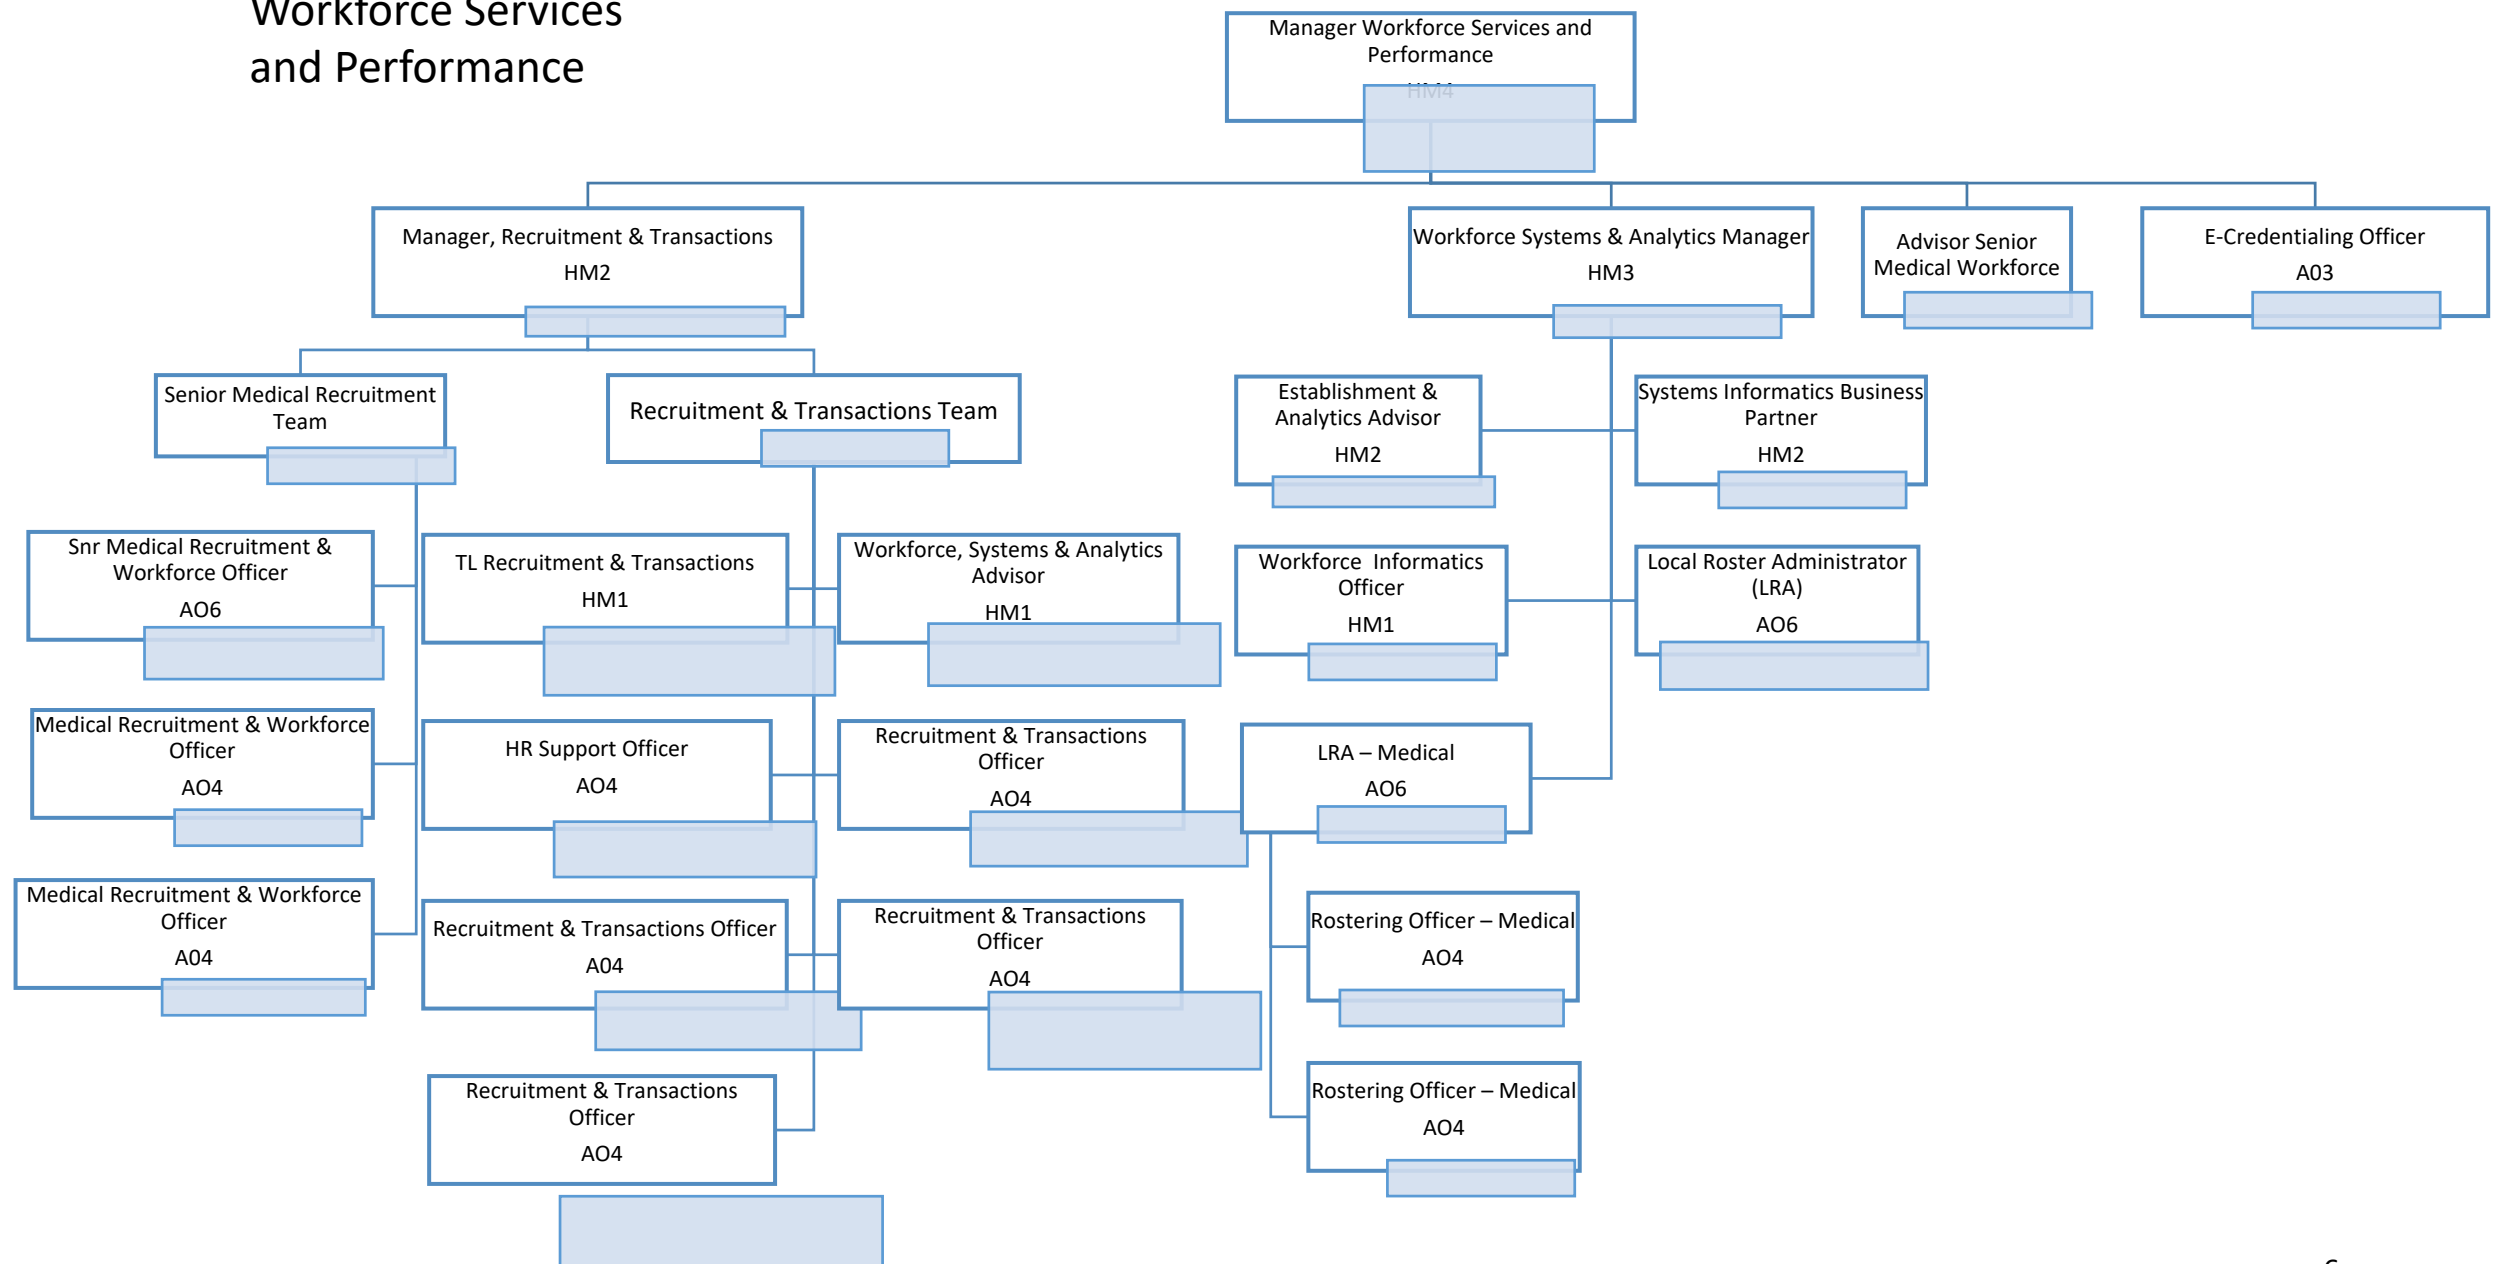 Workforce Services
and Performance
Manager Workforce Services and
Performance
HM4
Manager, Recruitment & Transactions
HM2
Workforce Systems & Analytics Manager
HM3
Advisor Senior
Medical Workforce
E-Credentialing Officer
A03
Senior Medical Recruitment
Team
Recruitment & Transactions Team
Establishment &
Analytics Advisor
HM2
Systems Informatics Business
Partner
HM2
Snr Medical Recruitment &
Workforce Officer
AO6
TL Recruitment & Transactions
HM1
Workforce, Systems & Analytics
Advisor
HM1
Workforce  Informatics
Officer
HM1
Local Roster Administrator
(LRA)
AO6
Medical Recruitment & Workforce
Officer
AO4
HR Support Officer
AO4
Recruitment & Transactions
Officer
AO4
LRA – Medical
AO6
Medical Recruitment & Workforce
Officer
A04
Recruitment & Transactions Officer
A04
Recruitment & Transactions
Officer
AO4
Rostering Officer – Medical
AO4
Recruitment & Transactions
Officer
AO4
Rostering Officer – Medical
AO4